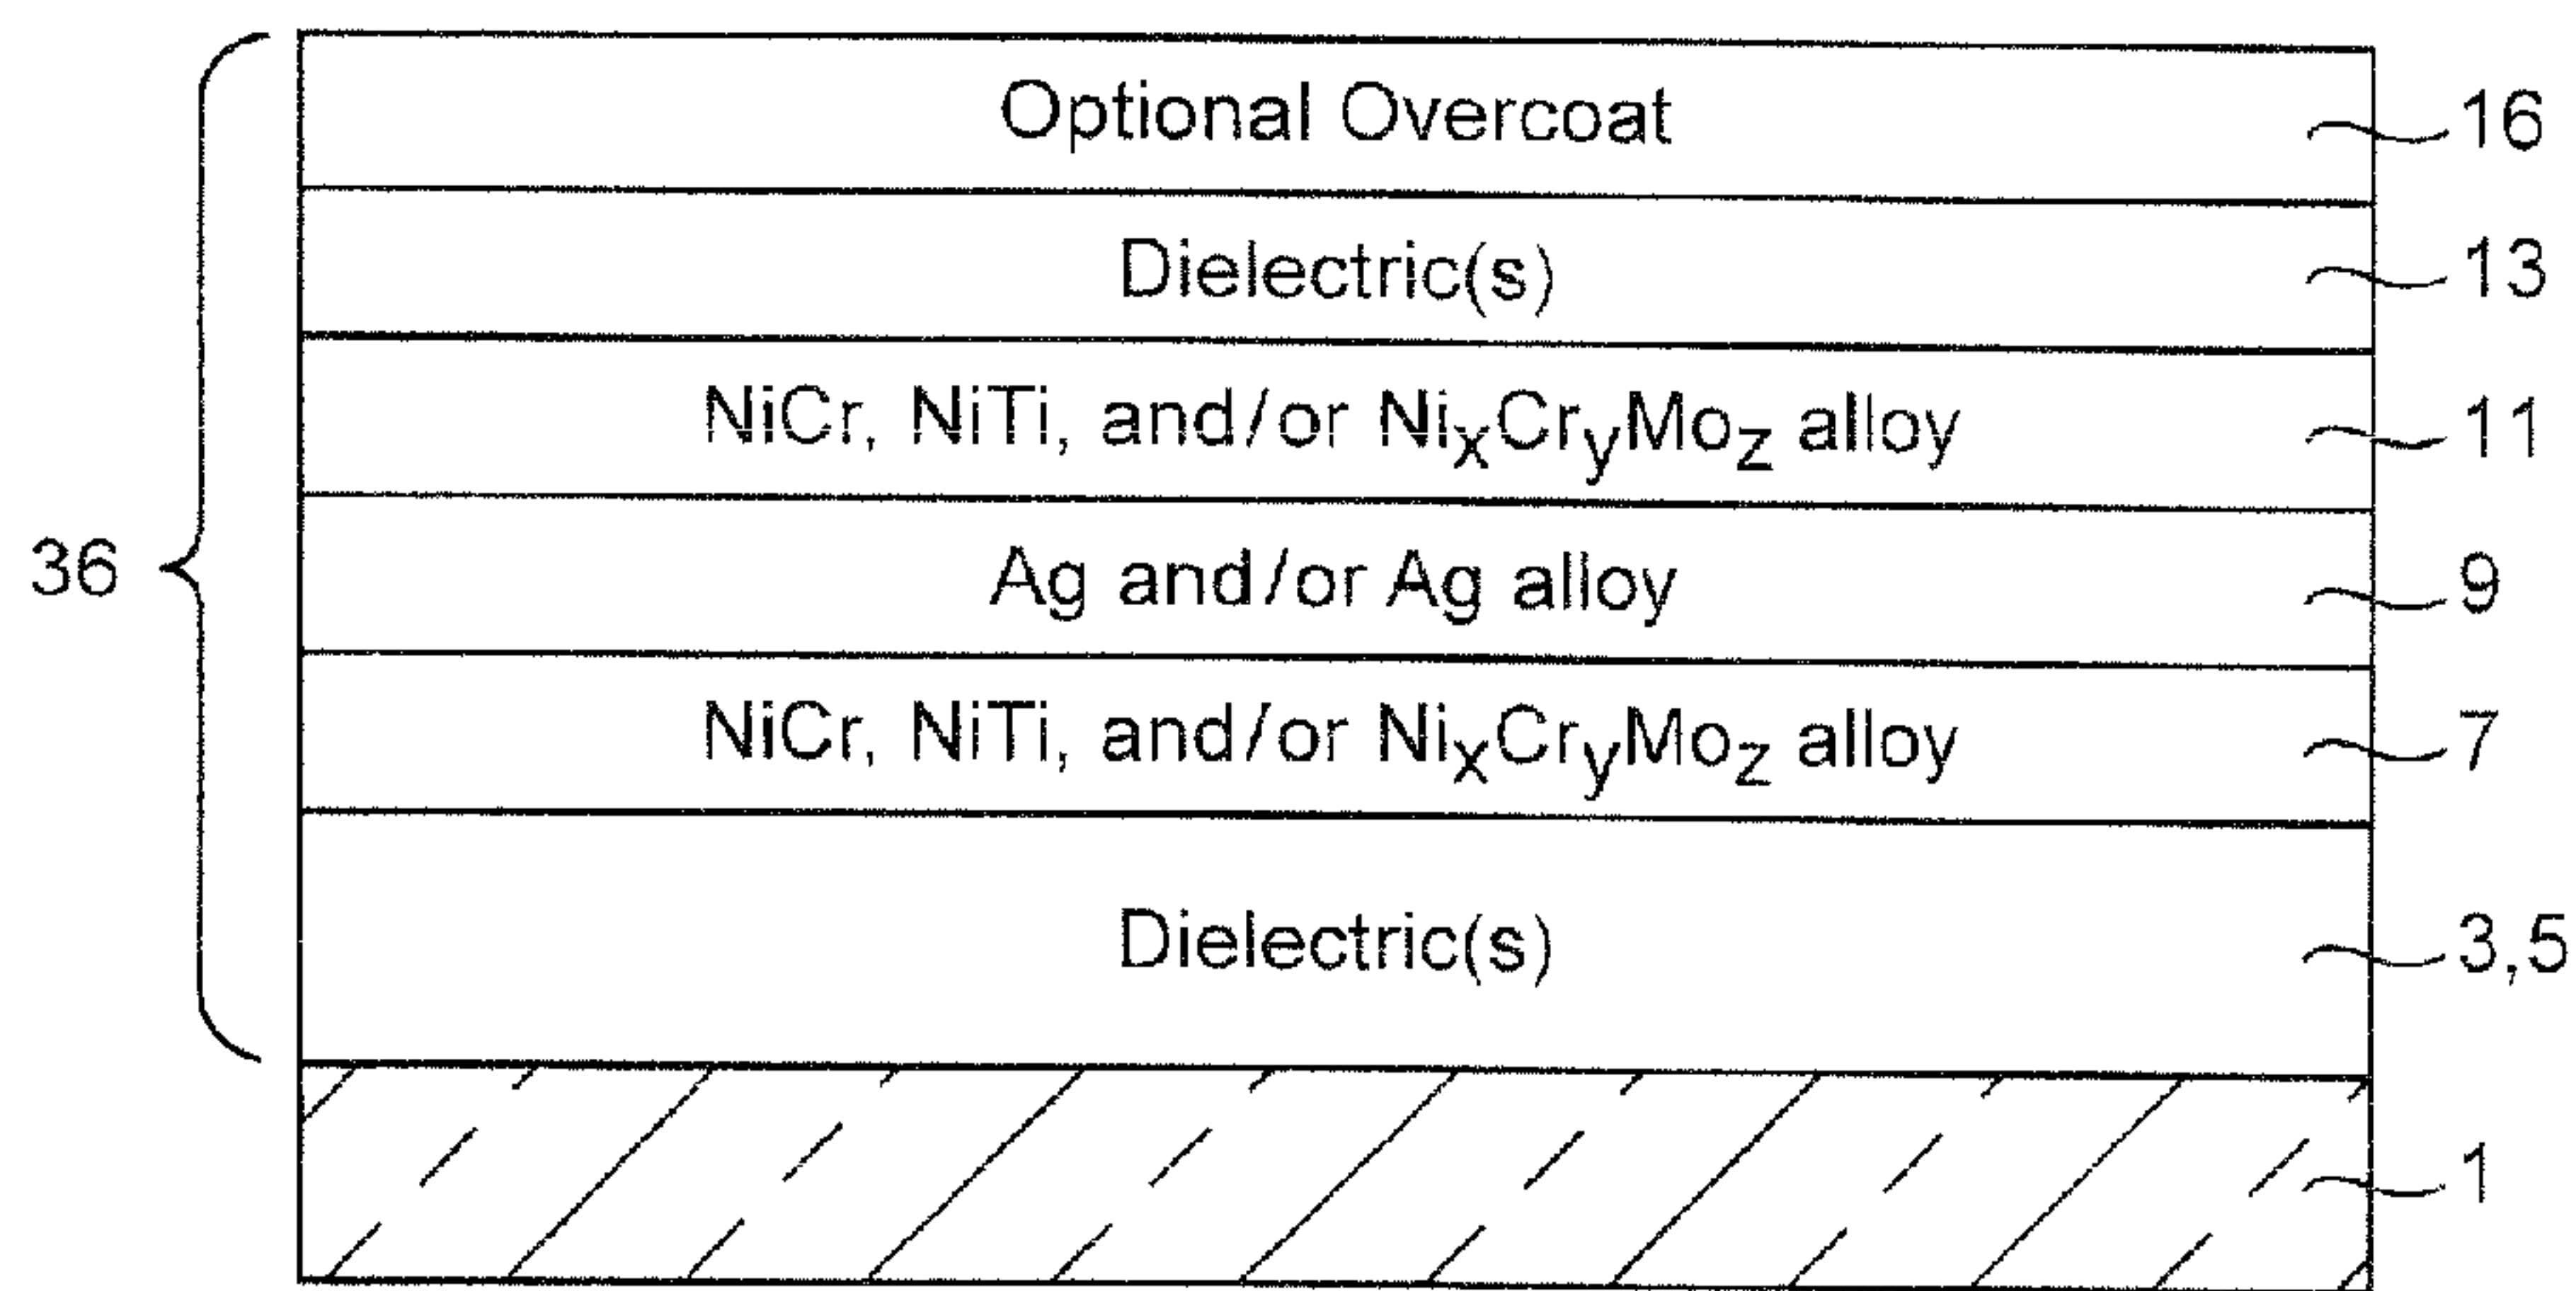 Optional Overcoat 16
Dielectric(s) 13
NiCr, NiTi, and/or NixCryMoz alloy 11
36 Ag and/or Ag alloy 9
NiCr, NiTi, and/or NixCryMoz alloy 7
Dielectric(s) 3,5
1